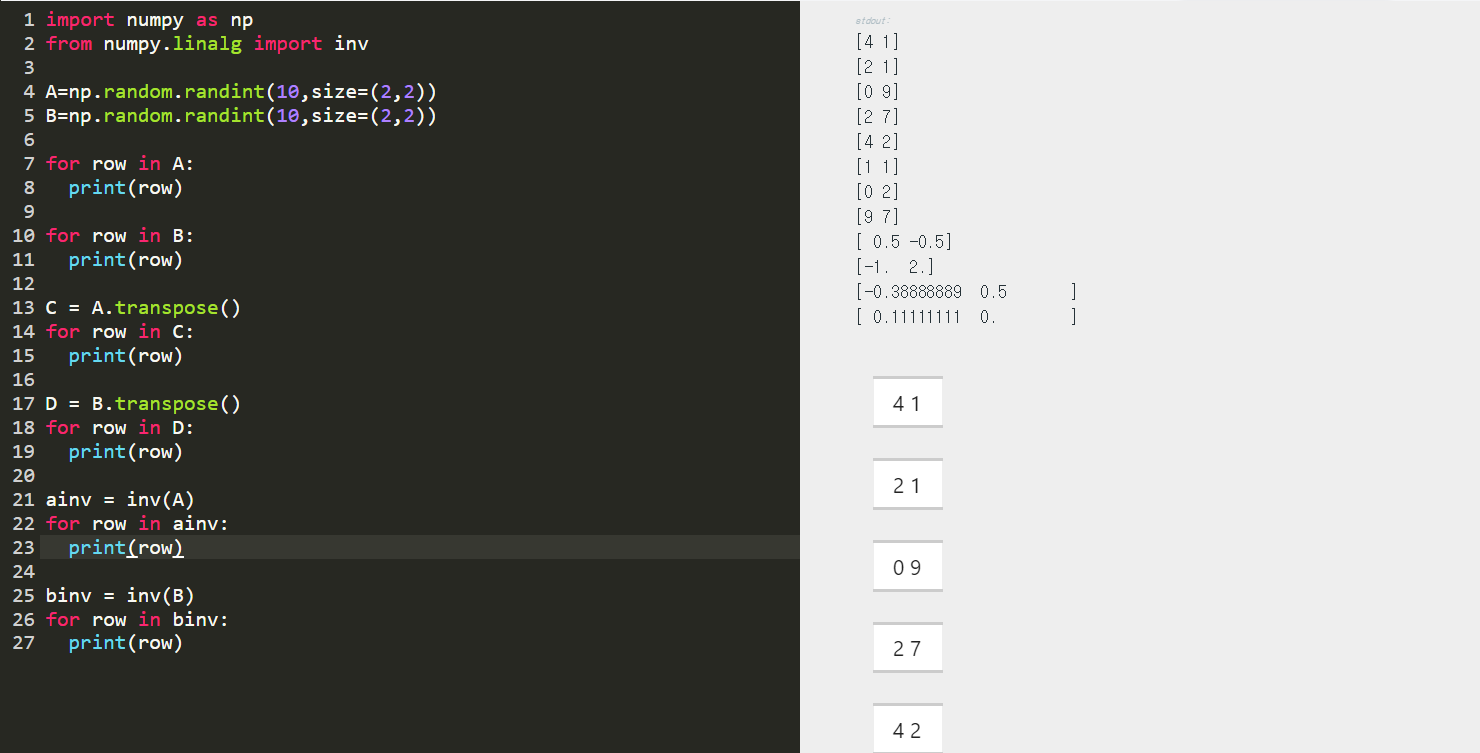 1 import numpy as np
2 from numpy.linalg import inv
3
4 A=np.random.randint(10,size=(2,2))
5 B=np.random.randint(10,size=(2,2))
6
7 for row in A:
8   print(row)
9
10 for row in B:
11   print(row)
12
13 C = A.transpose()
14 for row in C:
15   print(row)
16
17 D = B.transpose()
18 for row in D:
19   print(row)
20
21 ainv = inv(A)
22 for row in ainv:
23   print(row)
24
25 binv = inv(B)
26 for row in binv:
27   print(row)
stdout:
[4 1]
[2 1]
[0 9]
[2 7]
[4 2]
[1 1]
[0 2]
[9 7]
[ 0.5 -0.5]
[-1.  2.]
[-0.38888889  0.5       ]
[ 0.11111111  0.        ]
4 1
2 1
0 9
2 7
4 2